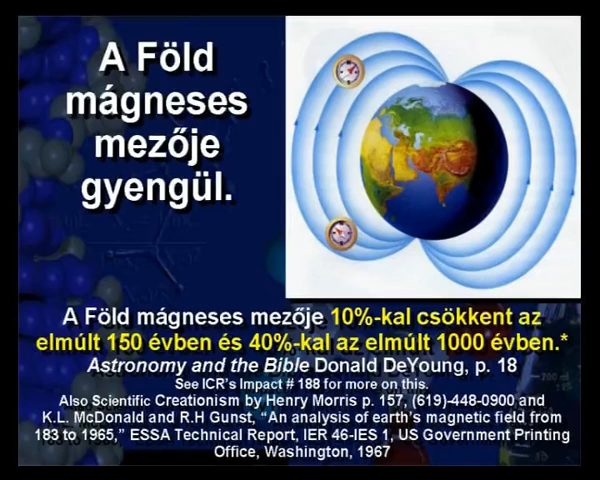 A Föld
mágneses
mezője
gyengül.
A Föld mágneses mezője 10%-kal csökkent az
elmúlt 150 évben és 40%-kal az elmúlt 1000 évben.*
Astronomy and the Bible Donald DeYoung, p. 18
See ICR's Impact # 188 for more on this.
Also Scientific Creationism by Henry Morris p. 157, (619)-448-0900 and
K.L. McDonald and R.H Gunst, “An analysis of earth's magnetic field from
183 to 1965,” ESSA Technical Report, IER 46-IES 1, US Government Printing
Office, Washington, 1967